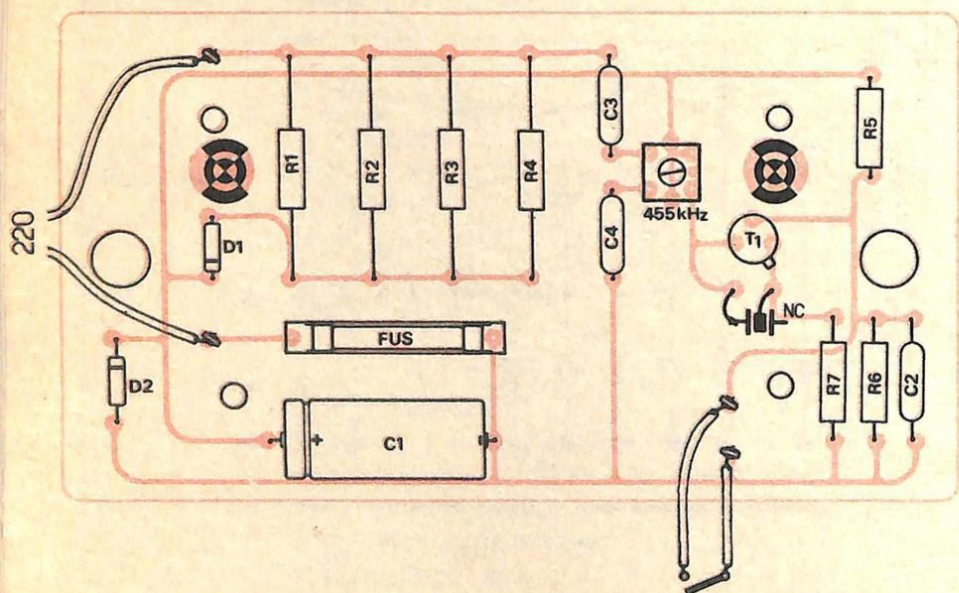 R1
R2
R3
R4
C3
R5
455kHz
C4
T1
220
D1
NC
FUS
D2
+
C1
R7
R6
C2